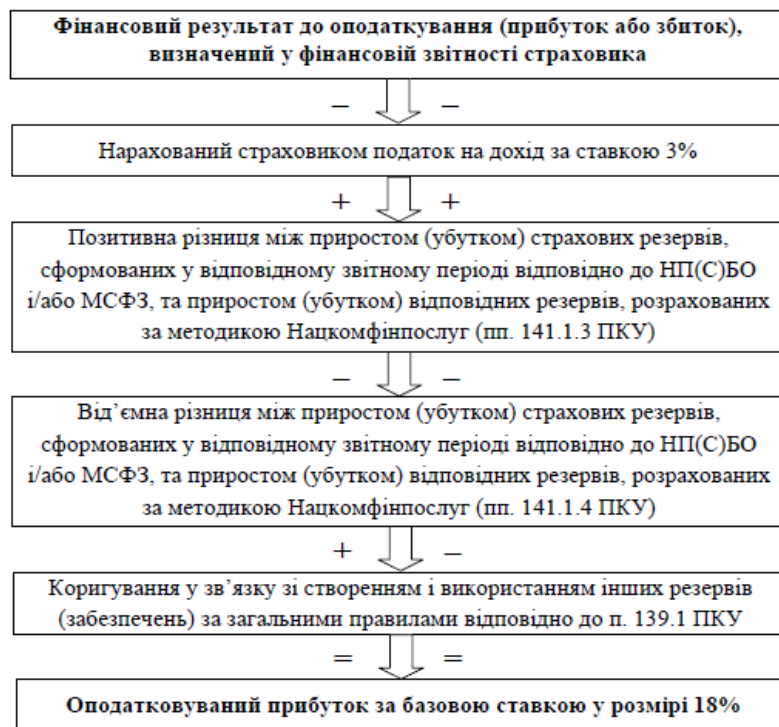 Фінансовий результат до оподаткування (прибуток або збиток),
визначений у фінансовій звітності страховика
– –
Нарахований страховиком податок на дохід за ставкою 3%
+ +
Позитивна різниця між приростом (убутком) страхових резервів,
сформованих у відповідному звітному періоді відповідно до НП(С)БО
і/або МСФЗ, та приростом (убутком) відповідних резервів, розрахованих
за методикою Нацкомфінпослуг (пп. 141.1.3 ПКУ)
– –
Від’ємна різниця між приростом (убутком) страхових резервів,
сформованих у відповідному звітному періоді відповідно до НП(С)БО
і/або МСФЗ, та приростом (убутком) відповідних резервів, розрахованих
за методикою Нацкомфінпослуг (пп. 141.1.4 ПКУ)
+ –
Коригування у зв’язку зі створенням і використанням інших резервів
(забезпечень) за загальними правилами відповідно до п. 139.1 ПКУ
= =
Оподатковуваний прибуток за базовою ставкою у розмірі 18%